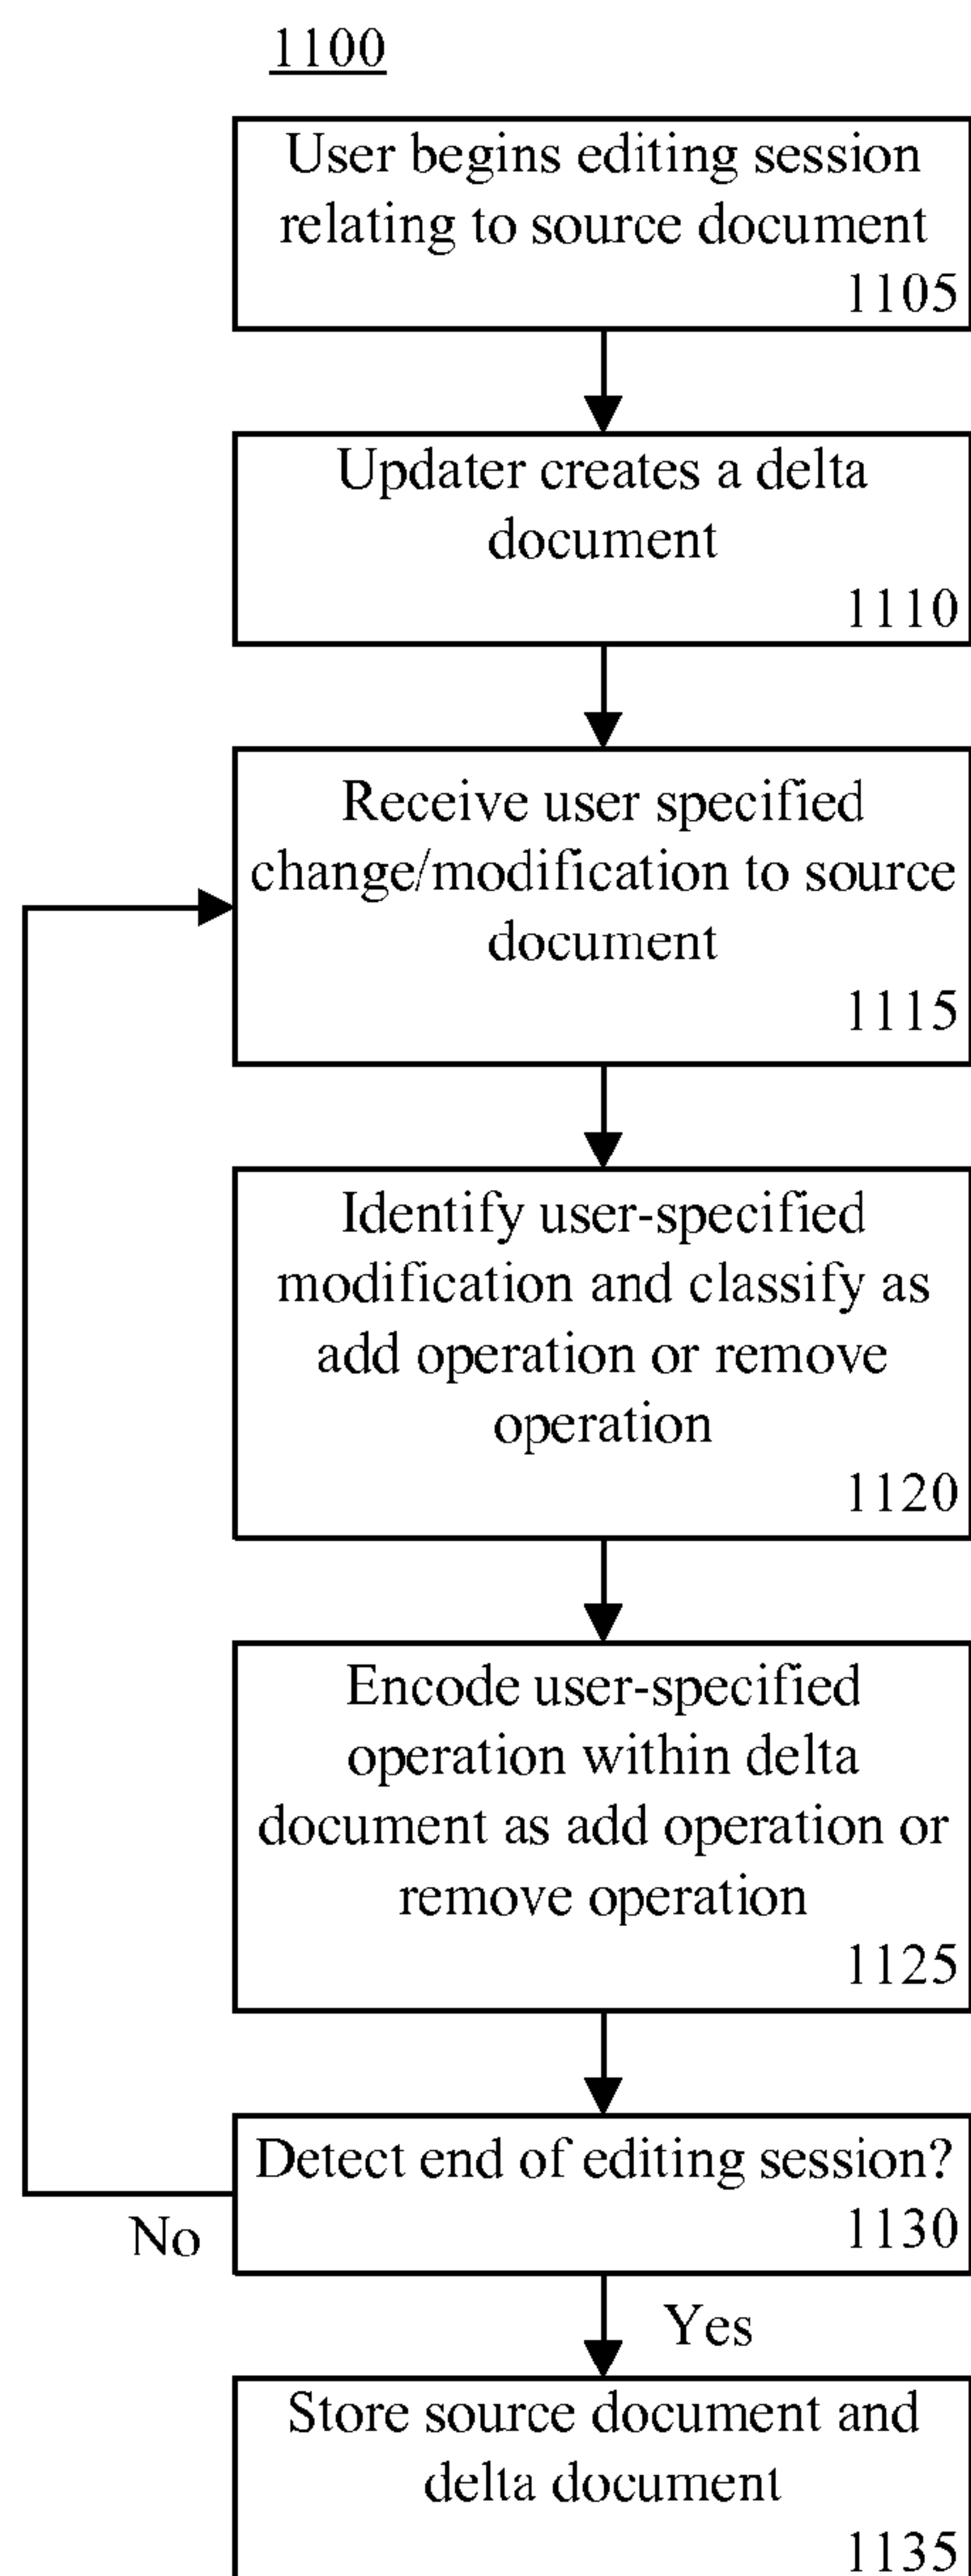 1100
User begins editing session
relating to source document
1105
Updater creates a delta
document
1110
Receive user specified
change/modification to source
document
1115
Identify user-specified
modification and classify as
add operation or remove
operation
1120
Encode user-specified
operation within delta
document as add operation or
remove operation
1125
Detect end of editing session?
1130
No
Yes
Store source document and
delta document
1135